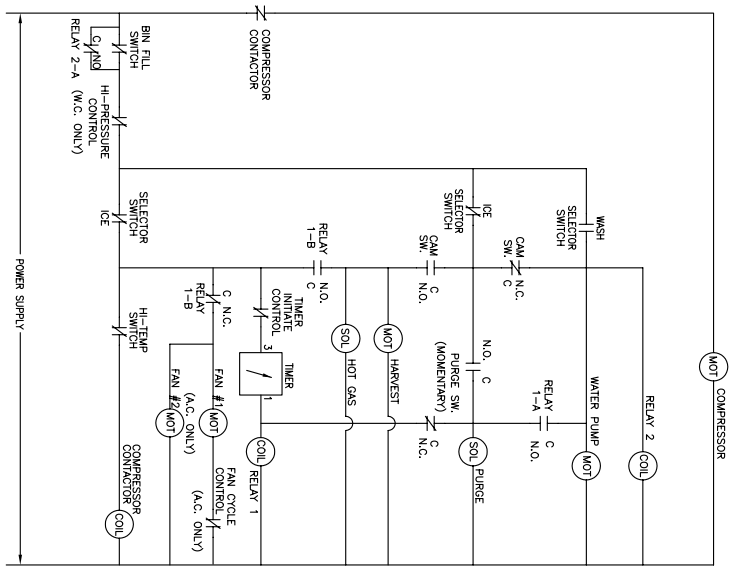 POWER SUPPLY
COMPRESSOR
CONTACTOR
MOT
COMPRESSOR
BIN FILL
SWITCH
C
NO
RELAY 2-A
HI-PRESSURE
CONTROL
(W.C. ONLY)
WASH
SELECTOR
SWITCH
RELAY 2
COIL
WATER PUMP
MOT
ICE
SELECTOR
SWITCH
CAM
SW.
C
N.C.
CAM
SW.
C
N.O.
N.O.
C
PURGE SW.
(MOMENTARY)
C
N.C.
RELAY
1-A
C
N.O.
SOL
PURGE
SELECTOR
SWITCH
ICE
RELAY
1-B
C
N.O.
MOT
HARVEST
SOL
HOT GAS
TIMER
INITIATE
CONTROL
3
TIMER
1
COIL
RELAY 1
C
N.C.
RELAY
1-B
FAN #1
MOT
(A.C. ONLY)
FAN CYCLE
CONTROL
(A.C. ONLY)
FAN #2
MOT
HI-TEMP
SWITCH
COMPRESSOR
CONTACTOR
COIL